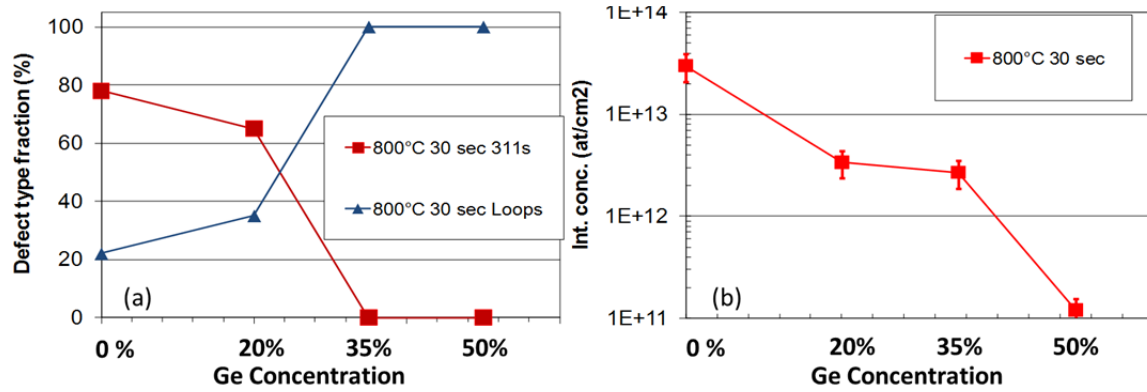 100
80
60
40
20
0
Defect type fraction (%)
800°C 30 sec 311s
800°C 30 sec Loops
(a)
0 %
20%
35%
50%
Ge Concentration
1E+14
1E+13
1E+12
1E+11
Int. conc. (at/cm2)
800°C 30 sec
(b)
0 %
20%
35%
50%
Ge Concentration